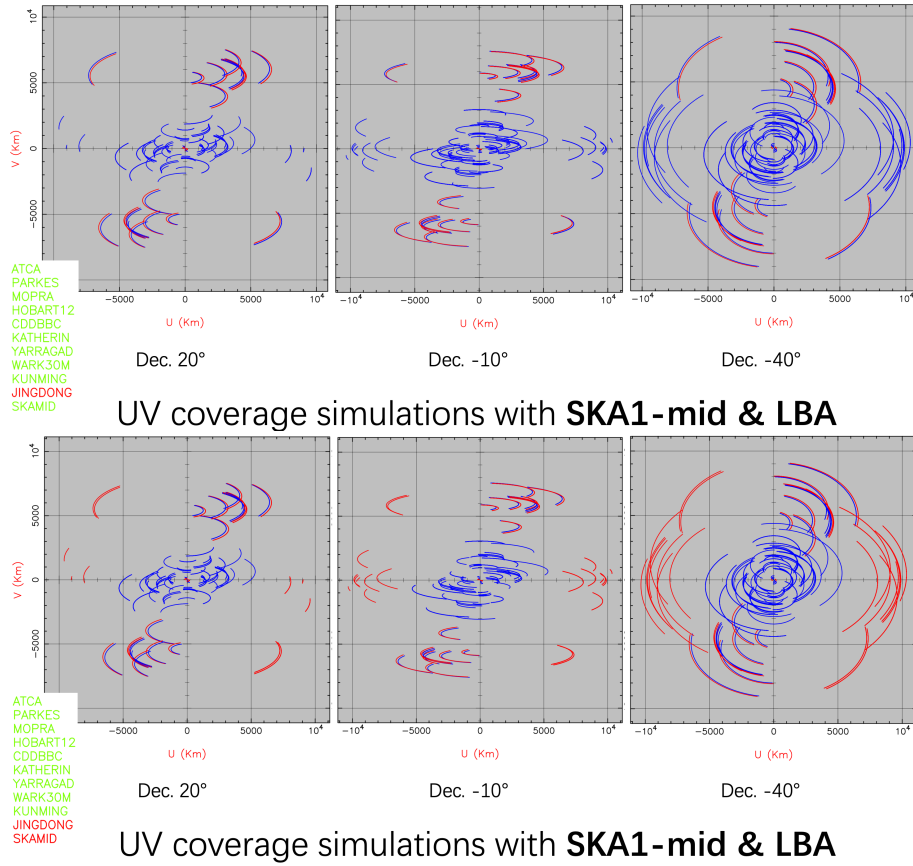 10⁴
5000
0
−5000
V (Km)
−5000 0 5000 10⁴
−10⁴ −5000 0 5000 10⁴
−10⁴ −5000 0 5000 10⁴
U (Km) U (Km) U (Km)
ATCA
PARKES
MOPRA
HOBART12
CDDBBC
KATHERIN
YARRAGAD
WARK30M
KUNMING
JINGDONG
SKAMID
Dec. 20° Dec. -10° Dec. -40°
UV coverage simulations with SKA1-mid & LBA
10⁴
5000
0
−5000
V (Km)
−5000 0 5000 10⁴
−10⁴ −5000 0 5000 10⁴
−10⁴ −5000 0 5000 10⁴
U (Km) U (Km) U (Km)
ATCA
PARKES
MOPRA
HOBART12
CDDBBC
KATHERIN
YARRAGAD
WARK30M
KUNMING
JINGDONG
SKAMID
Dec. 20° Dec. -10° Dec. -40°
UV coverage simulations with SKA1-mid & LBA